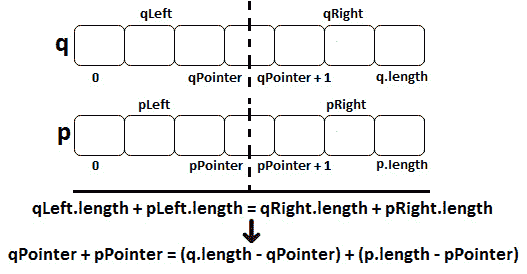 qLeft qRight
q
0 qPointer qPointer + 1 q.length
pLeft pRight
p
0 pPointer pPointer + 1 p.length
qLeft.length + pLeft.length = qRight.length + pRight.length
qPointer + pPointer = (q.length - qPointer) + (p.length - pPointer)